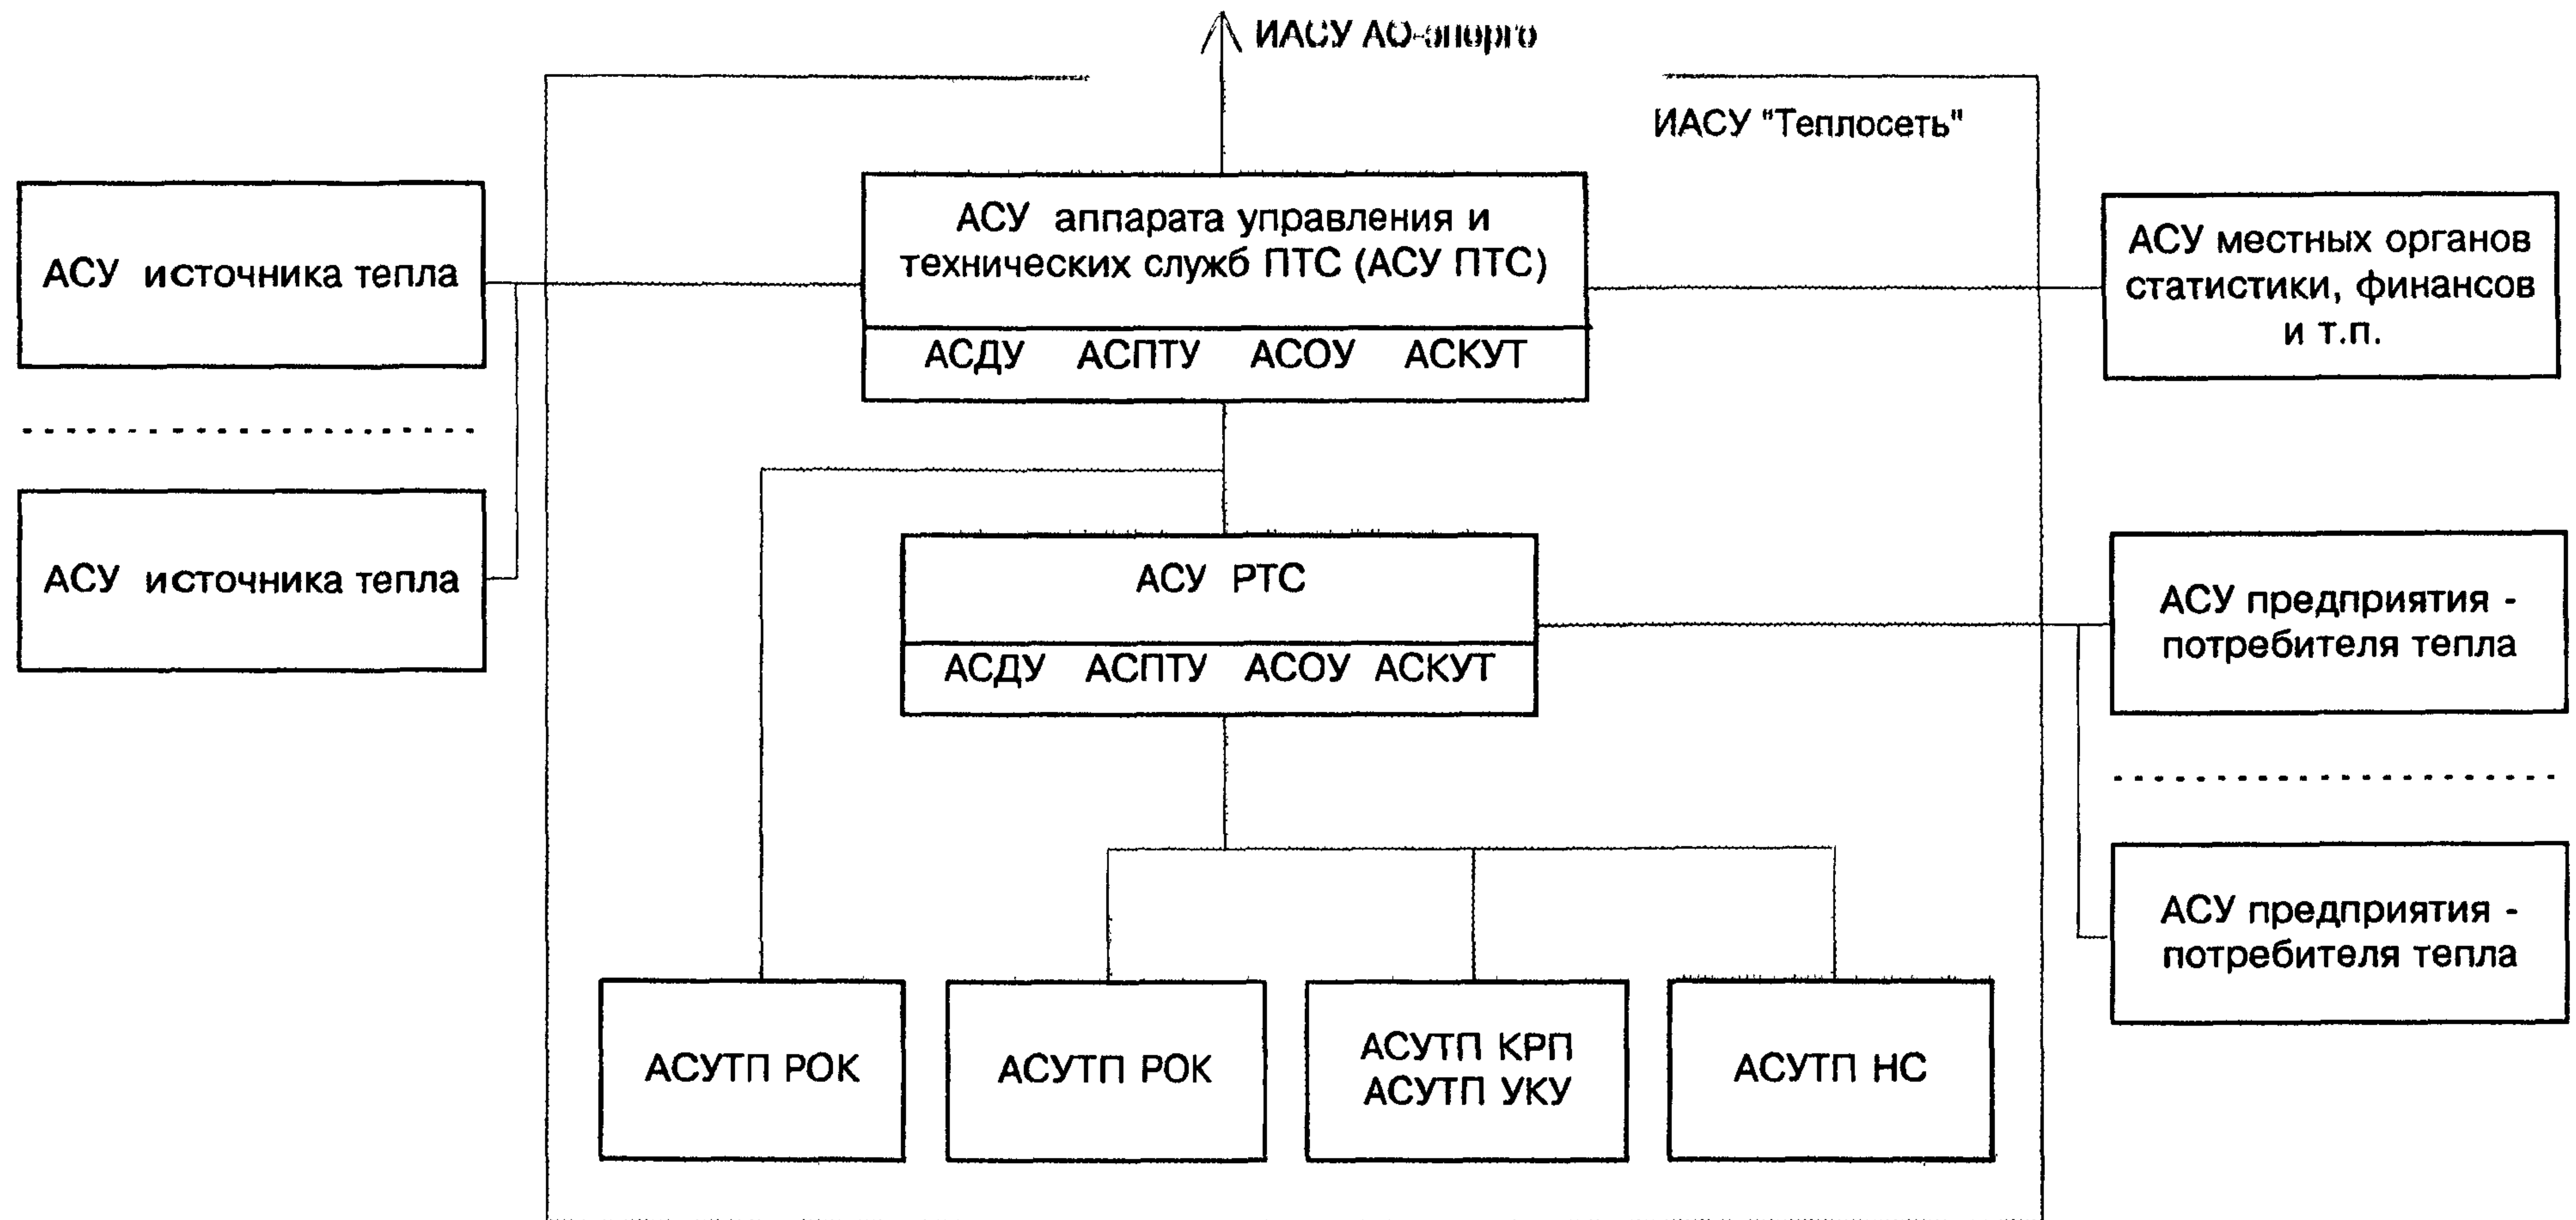 ИАСУ АО-энерго
ИАСУ "Теплосеть"
АСУ источника тепла
АСУ аппарата управления и
технических служб ПТС (АСУ ПТС)
АСДУ АСПТУ АСОУ АСКУТ
АСУ местных органов
статистики, финансов
и т.п.
АСУ источника тепла
АСУ РТС
АСДУ АСПТУ АСОУ АСКУТ
АСУ предприятия -
потребителя тепла
АСУ предприятия -
потребителя тепла
АСУТП РОК
АСУТП РОК
АСУТП КРП
АСУТП УКУ
АСУТП НС